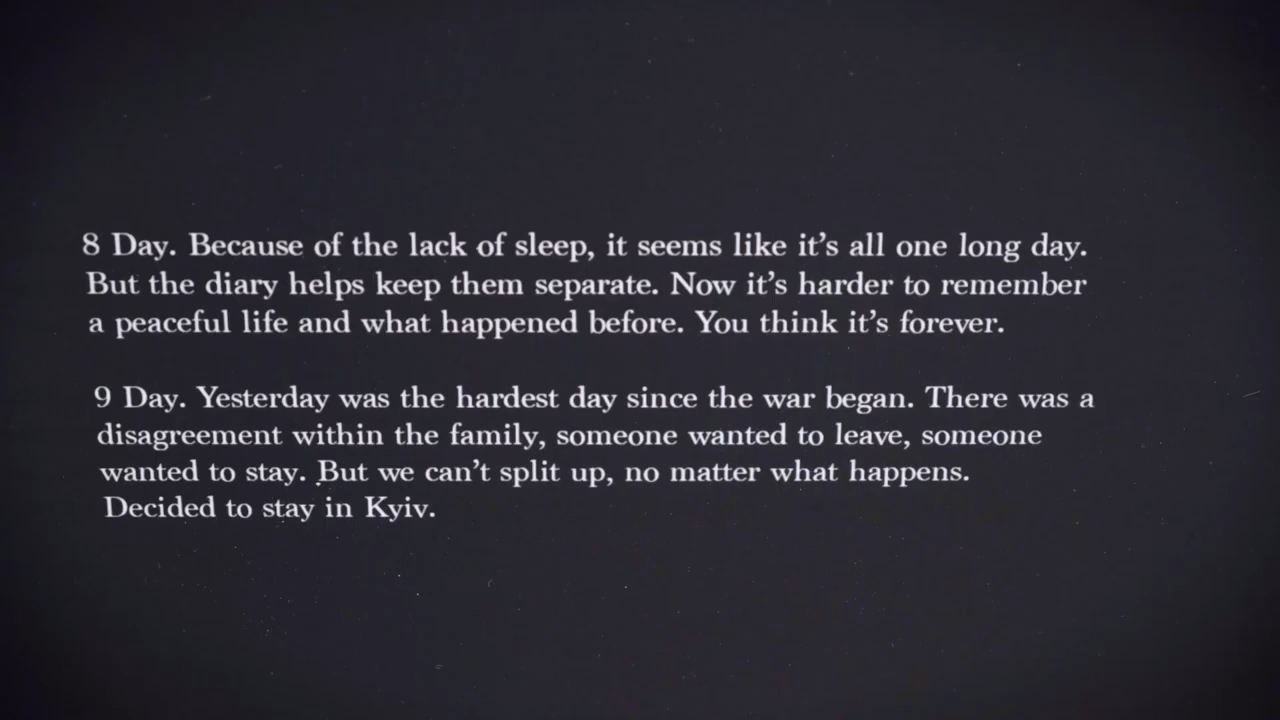 8 Day. Because of the lack of sleep, it seems like it's all one long day.
But the diary helps keep them separate. Now it's harder to remember
a peaceful life and what happened before. You think it's forever.
9 Day. Yesterday was the hardest day since the war began. There was a
disagreement within the family, someone wanted to leave, someone
wanted to stay. But we can't split up, no matter what happens.
Decided to stay in Kyiv.